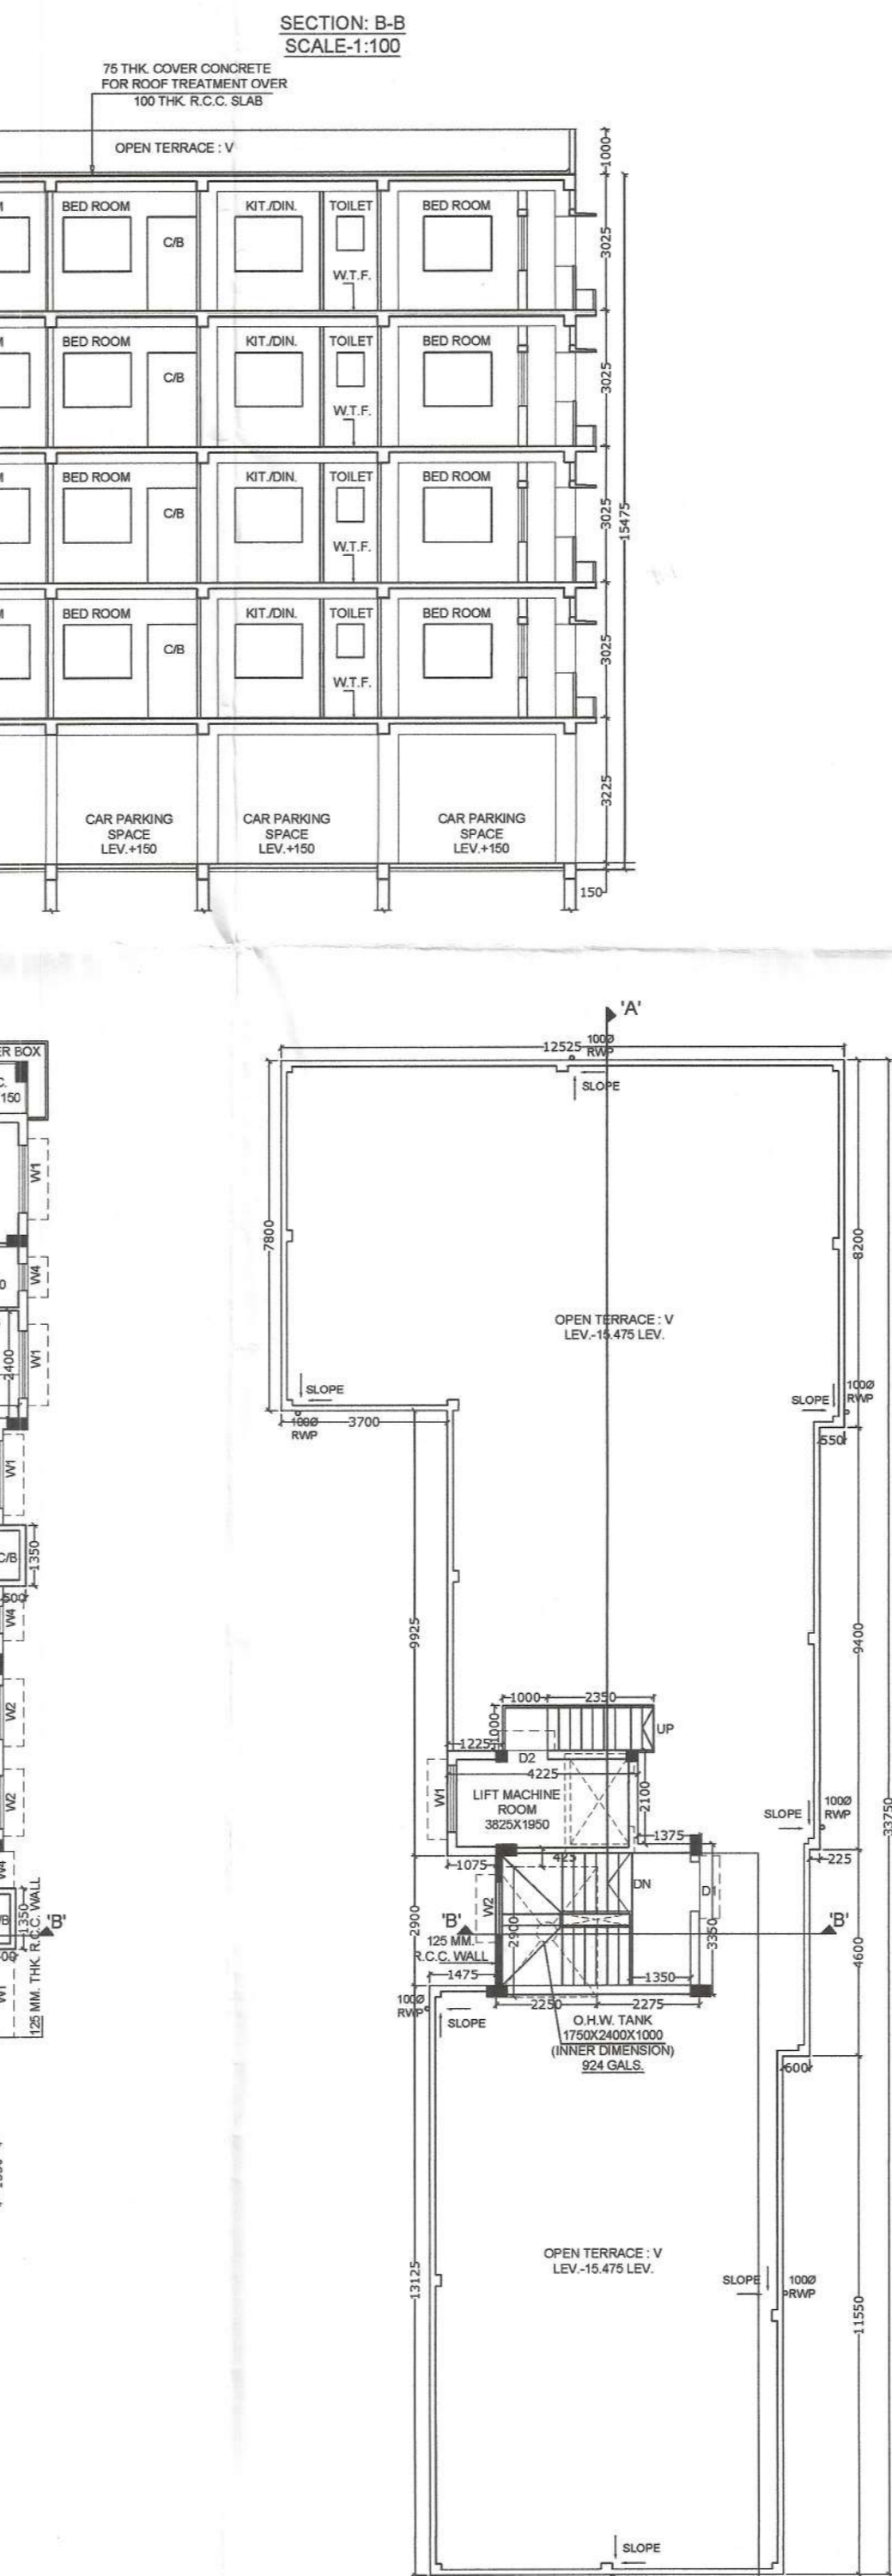 SECTION: B-B
SCALE-1:100
75 THK. COVER CONCRETE
FOR ROOF TREATMENT OVER
100 THK. R.C.C. SLAB
OPEN TERRACE : V
1000
BED ROOM
C/B
KIT./DIN.
TOILET
W.T.F.
BED ROOM
3025
BED ROOM
C/B
KIT./DIN.
TOILET
W.T.F.
BED ROOM
3025
BED ROOM
C/B
KIT./DIN.
TOILET
W.T.F.
BED ROOM
3025
15475
BED ROOM
C/B
KIT./DIN.
TOILET
W.T.F.
BED ROOM
3025
CAR PARKING
SPACE
LEV.+150
CAR PARKING
SPACE
LEV.+150
CAR PARKING
SPACE
LEV.+150
3225
150
ER BOX
C.
150
W1
W4
2400
W1
W1
C/B
1350
500
W4
W2
W2
W4
1350
'B'
W1
125 MM. THK. R.C.C. WALL
'A'
12525
100Ø
RWP
SLOPE
7800
8200
OPEN TERRACE : V
LEV.-15.475 LEV.
SLOPE
100Ø
RWP
3700
SLOPE
100Ø
RWP
550
9925
9400
33750
1000
2350
1000
UP
1225
D2
4225
W1
LIFT MACHINE
ROOM
3825X1950
2100
SLOPE
100Ø
RWP
1375
225
1075
425
DN
W2
2900
2900
'B'
3350
'B'
4600
125 MM.
R.C.C. WALL
1475
1350
100Ø
RWP
SLOPE
2250
2275
O.H.W. TANK
1750X2400X1000
(INNER DIMENSION)
924 GALS.
600
13125
OPEN TERRACE : V
LEV.-15.475 LEV.
SLOPE
100Ø
RWP
11550
SLOPE